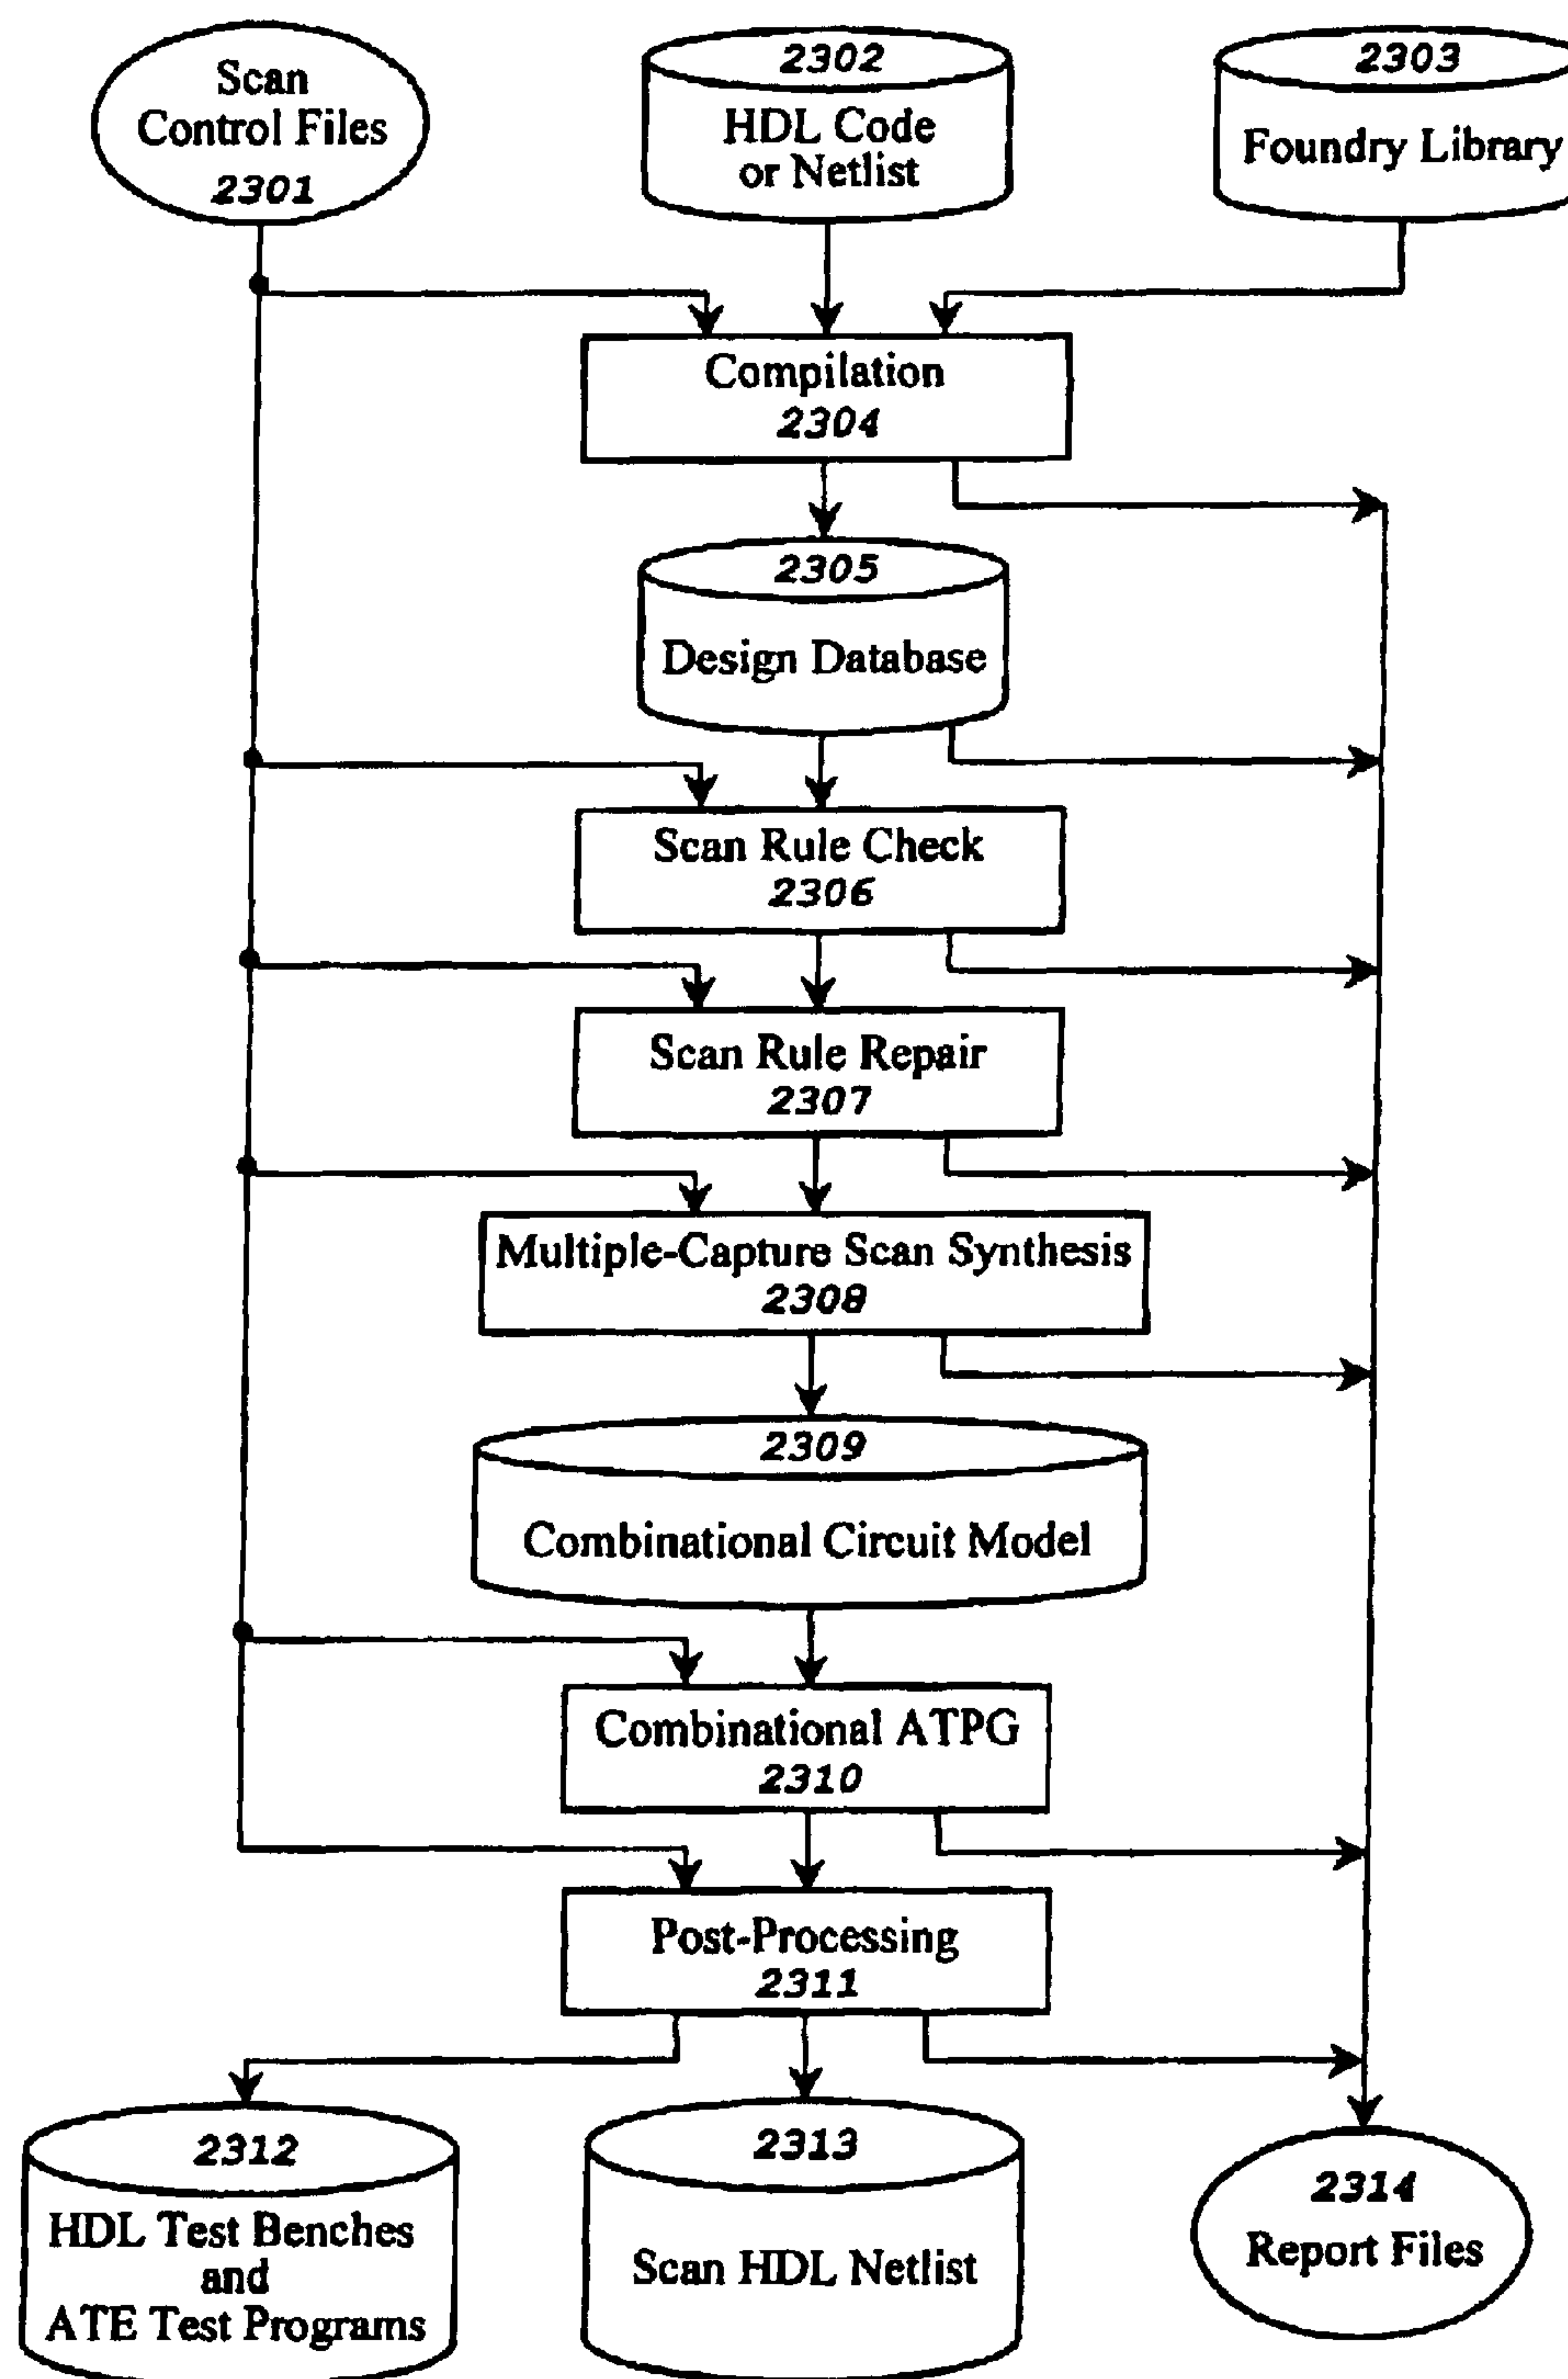 Scan
Control Files
2301
2302
HDL Code
or Netlist
2303
Foundry Library
Compilation
2304
2305
Design Database
Scan Rule Check
2306
Scan Rule Repair
2307
Multiple-Capture Scan Synthesis
2308
2309
Combinational Circuit Model
Combinational ATPG
2310
Post-Processing
2311
2312
HDL Test Benches
and
ATE Test Programs
2313
Scan HDL Netlist
2314
Report Files